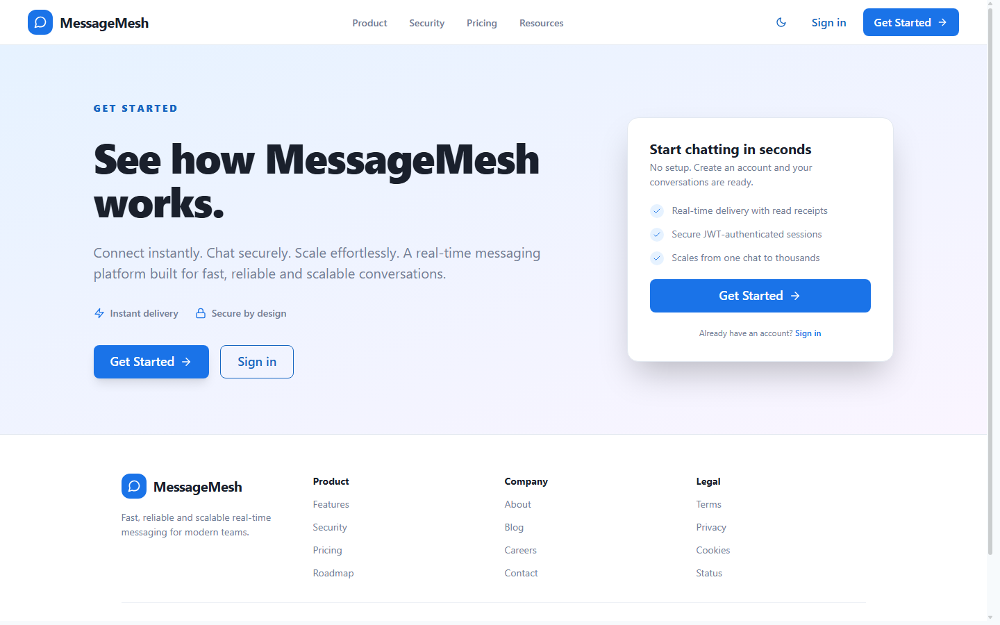 MessageMesh
Product
Security
Pricing
Resources
Sign in
Get Started
GET STARTED
See how MessageMesh
works.
Connect instantly. Chat securely. Scale effortlessly. A real-time messaging
platform built for fast, reliable and scalable conversations.
Instant delivery
Secure by design
Get Started
Sign in
Start chatting in seconds
No setup. Create an account and your
conversations are ready.
Real-time delivery with read receipts
Secure JWT-authenticated sessions
Scales from one chat to thousands
Get Started
Already have an account? Sign in
MessageMesh
Fast, reliable and scalable real-time
messaging for modern teams.
Product
Features
Security
Pricing
Roadmap
Company
About
Blog
Careers
Contact
Legal
Terms
Privacy
Cookies
Status